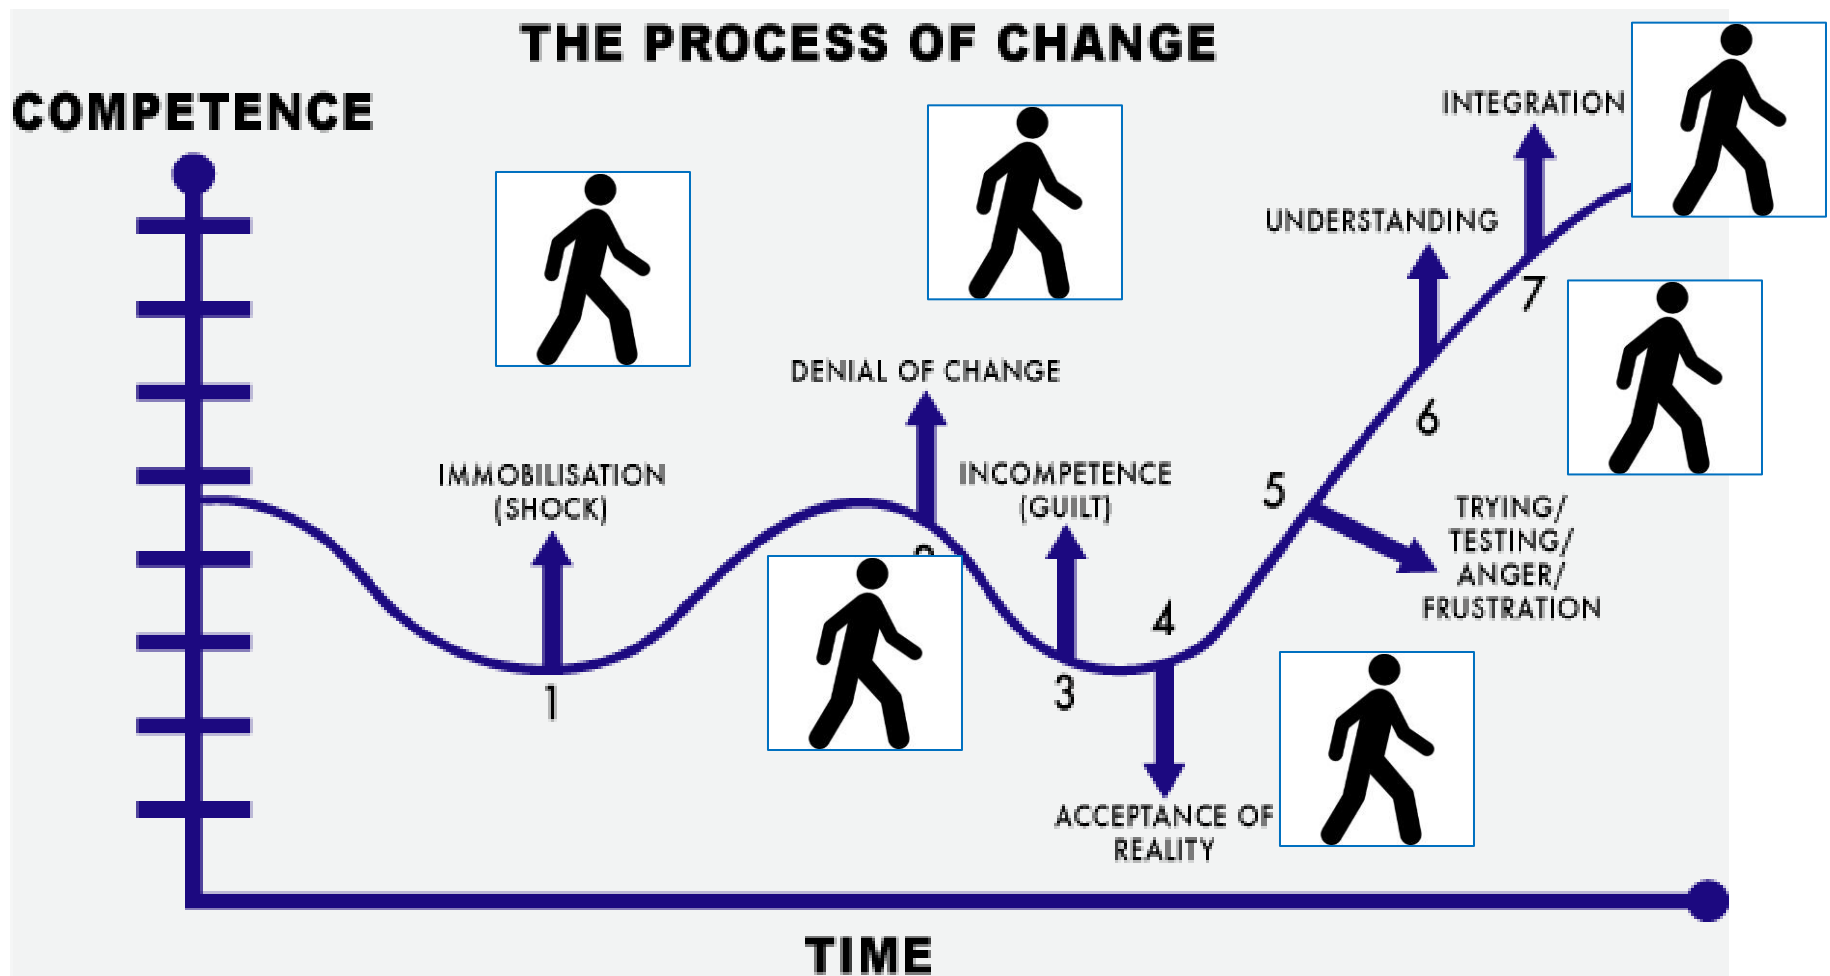 THE PROCESS OF CHANGE
COMPETENCE
INTEGRATION
UNDERSTANDING
7
DENIAL OF CHANGE
6
IMMOBILISATION
(SHOCK)
INCOMPETENCE
(GUILT)
5
TRYING/
TESTING/
ANGER/
FRUSTRATION
4
1
3
ACCEPTANCE OF
REALITY
TIME